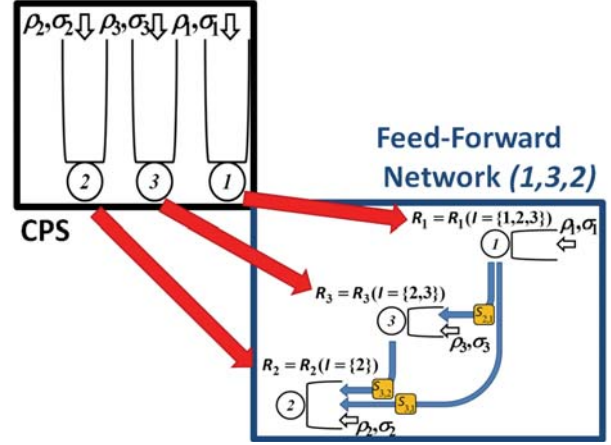 ρ₂,σ₂ ρ₃,σ₃ ρ₁,σ₁
2 3 1
CPS
Feed-Forward
Network (1,3,2)
R₁ = R₁(I = {1,2,3})
ρ₁,σ₁
1
R₃ = R₃(I = {2,3})
S₂,₁
3
ρ₃,σ₃
R₂ = R₂(I = {2})
S₃,₂
S₃,₁
2
ρ₂,σ₂